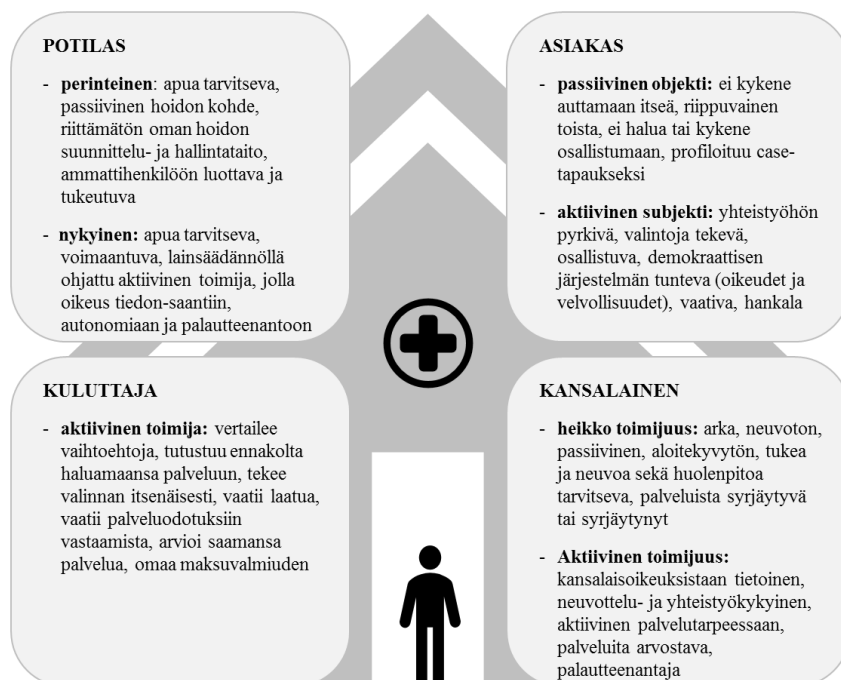 POTILAS
- perinteinen: apua tarvitseva,
passiivinen hoidon kohde,
riittämätön oman hoidon
suunnittelu- ja hallintataito,
ammattihenkilöön luottava ja
tukeutuva
- nykyinen: apua tarvitseva,
voimaantuva, lainsäädännöllä
ohjattu aktiivinen toimija, jolla
oikeus tiedon-saantiin,
autonomiaan ja palautteenantoon
ASIAKAS
- passiivinen objekti: ei kykene
auttamaan itseä, riippuvainen
toista, ei halua tai kykene
osallistumaan, profiloituu case-
tapaukseksi
- aktiivinen subjekti: yhteistyöhön
pyrkivä, valintoja tekevä,
osallistuva, demokraattisen
järjestelmän tunteva (oikeudet ja
velvollisuudet), vaativa, hankala
KULUTTAJA
- aktiivinen toimija: vertailee
vaihtoehtoja, tutustuu ennakolta
haluamaansa palveluun, tekee
valinnan itsenäisesti, vaatii laatua,
vaatii palveluodotuksiin
vastaamista, arvioi saamansa
palvelua, omaa maksuvalmiuden
KANSALAINEN
- heikko toimijuus: arka, neuvoton,
passiivinen, aloitekyvytön, tukea
ja neuvoa sekä huolenpitoa
tarvitseva, palveluista syrjäytyvä
tai syrjäytynyt
- Aktiivinen toimijuus:
kansalaisoikeuksistaan tietoinen,
neuvottelu- ja yhteistyökykyinen,
aktiivinen palvelutarpeessaan,
palveluita arvostava,
palautteenantaja